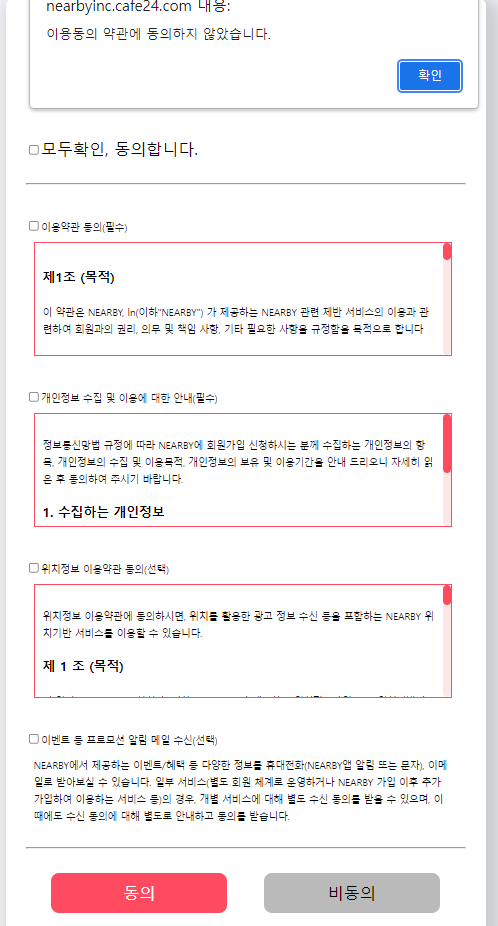 nearbyinc.cafe24.com 내용:
이용동의 약관에 동의하지 않았습니다.
확인
모두확인, 동의합니다.
이용약관 동의(필수)
제1조 (목적)
이 약관은 NEARBY, In(이하"NEARBY") 가 제공하는 NEARBY 관련 제반 서비스의 이용과 관
련하여 회원과의 권리, 의무 및 책임 사항, 기타 필요한 사항을 규정함을 목적으로 합니다
개인정보 수집 및 이용에 대한 안내(필수)
정보통신망법 규정에 따라 NEARBY에 회원가입 신청하시는 분께 수집하는 개인정보의 항
목, 개인정보의 수집 및 이용목적, 개인정보의 보유 및 이용기간을 안내 드리오니 자세히 읽
은 후 동의하여 주시기 바랍니다.
1. 수집하는 개인정보
위치정보 이용약관 동의(선택)
위치정보 이용약관에 동의하시면, 위치를 활용한 광고 정보 수신 등을 포함하는 NEARBY 위
치기반 서비스를 이용할 수 있습니다.
제 1 조 (목적)
이벤트 등 프로모션 알림 메일 수신(선택)
NEARBY에서 제공하는 이벤트/혜택 등 다양한 정보를 휴대전화(NEARBY앱 알림 또는 문자), 이메
일로 받아보실 수 있습니다. 일부 서비스(별도 회원 체계로 운영하거나 NEARBY 가입 이후 추가
가입하여 이용하는 서비스 등)의 경우, 개별 서비스에 대해 별도 수신 동의를 받을 수 있으며, 이
때에도 수신 동의에 대해 별도로 안내하고 동의를 받습니다.
동의
비동의